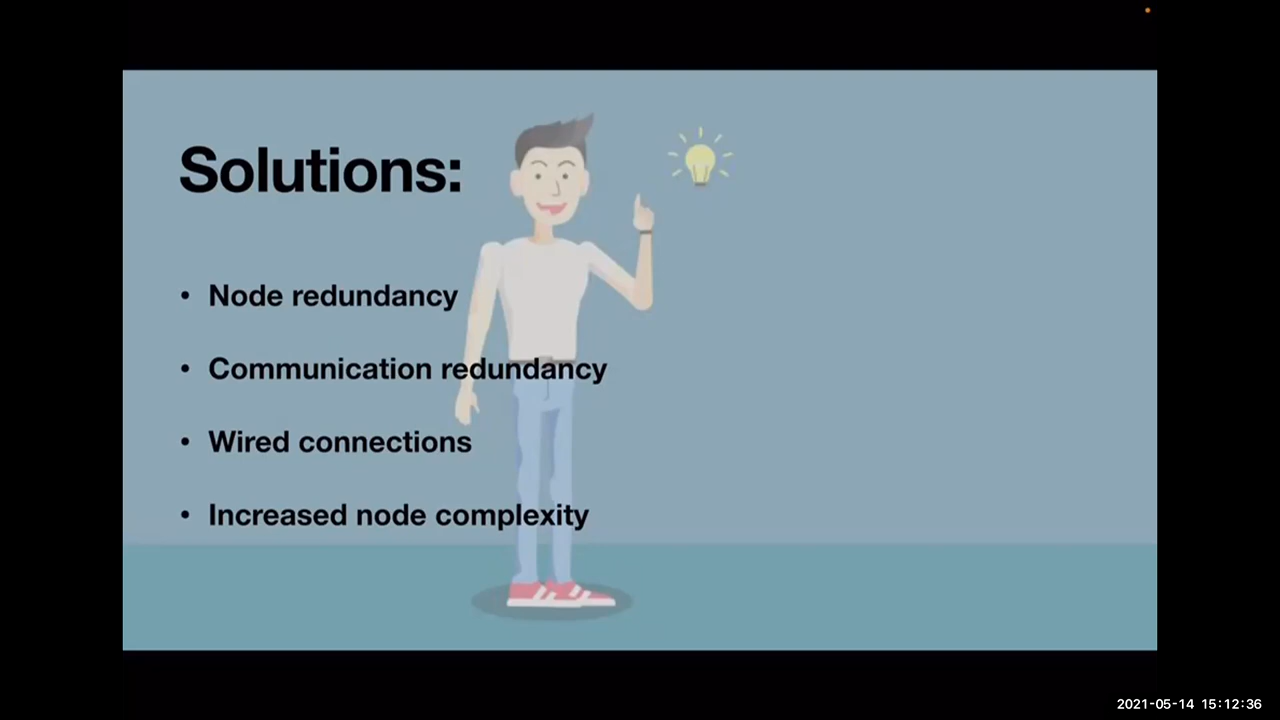 Solutions:
• Node redundancy
• Communication redundancy
• Wired connections
• Increased node complexity
2021-05-14 15:12:36